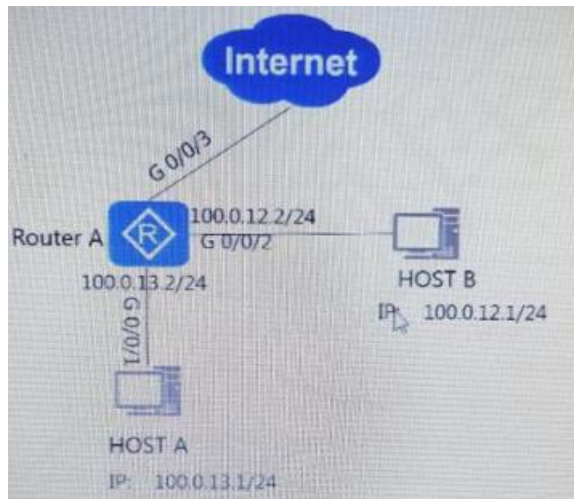 Internet
G 0/0/3
Router A
R
100.0.12.2/24
G 0/0/2
100.0.13.2/24
G 0/0/1
HOST B
IP: 100.0.12.1/24
HOST A
IP: 100.0.13.1/24